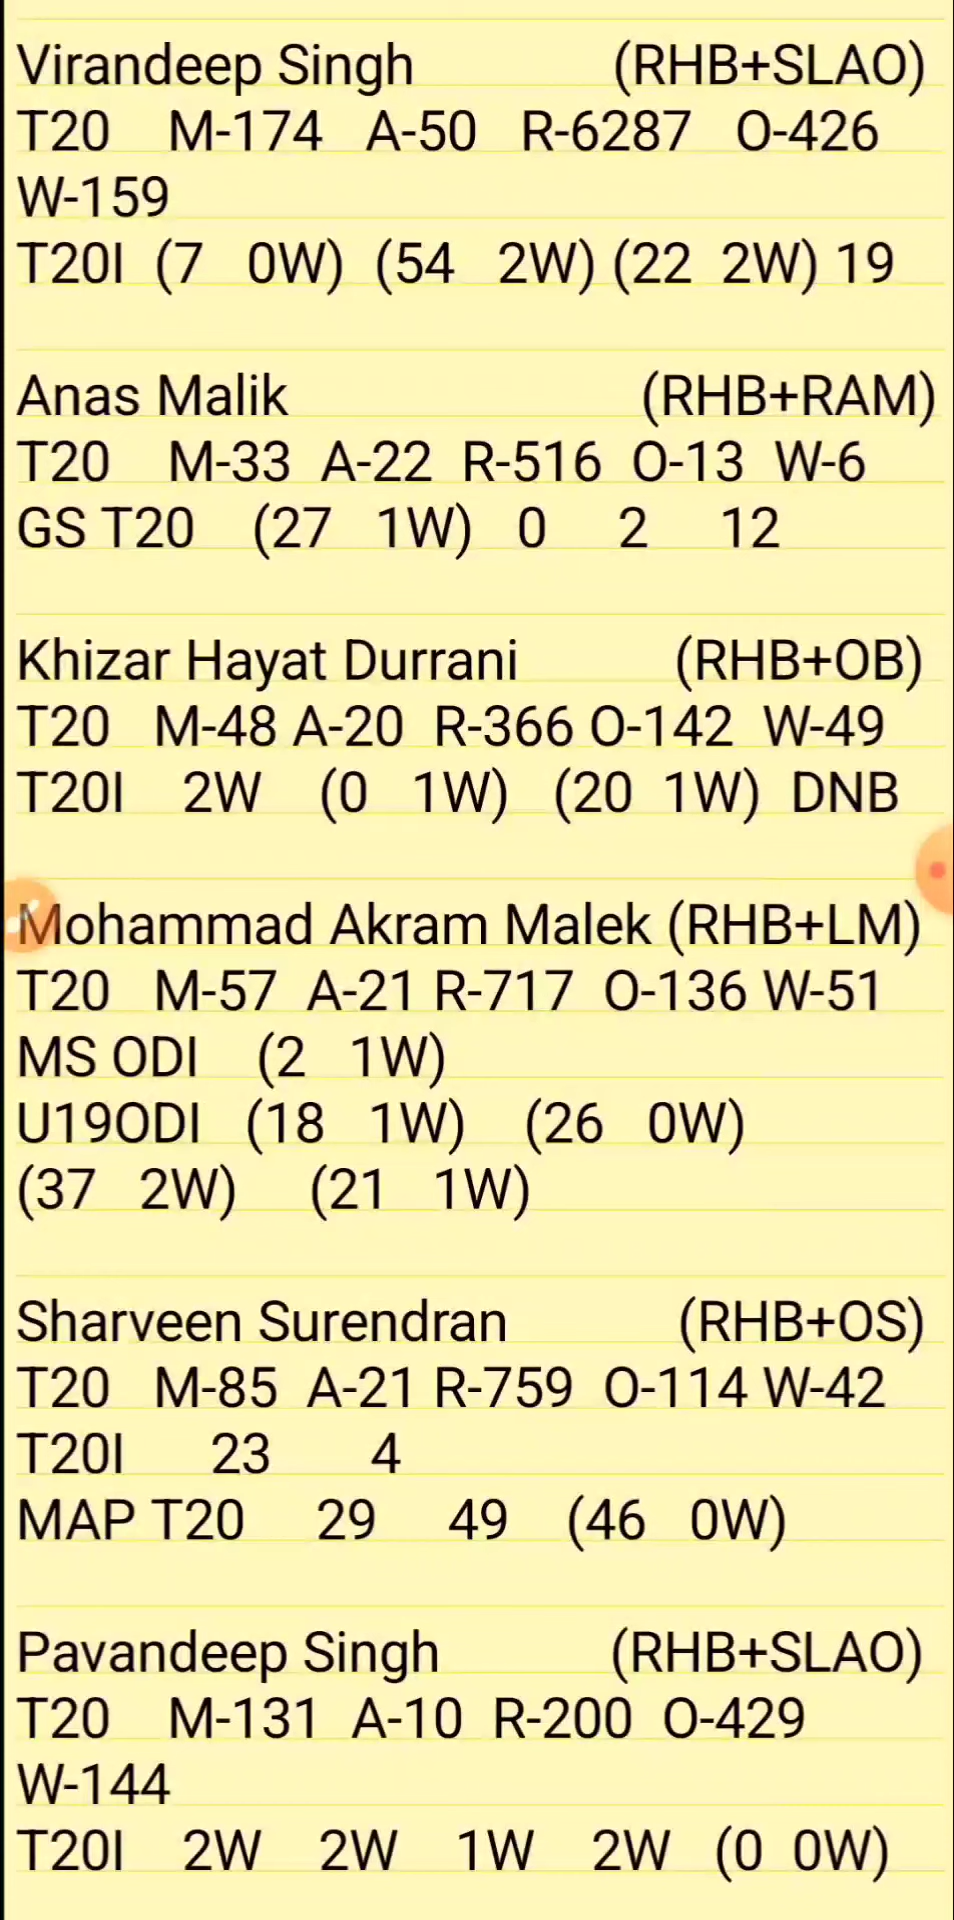 Virandeep Singh (RHB+SLAO)
T20 M-174 A-50 R-6287 O-426
W-159
T20I (7 0W) (54 2W) (22 2W) 19
Anas Malik (RHB+RAM)
T20 M-33 A-22 R-516 O-13 W-6
GS T20 (27 1W) 0 2 12
Khizar Hayat Durrani (RHB+OB)
T20 M-48 A-20 R-366 O-142 W-49
T20I 2W (0 1W) (20 1W) DNB
Mohammad Akram Malek (RHB+LM)
T20 M-57 A-21 R-717 O-136 W-51
MS ODI (2 1W)
U19ODI (18 1W) (26 0W)
(37 2W) (21 1W)
Sharveen Surendran (RHB+OS)
T20 M-85 A-21 R-759 O-114 W-42
T20I 23 4
MAP T20 29 49 (46 0W)
Pavandeep Singh (RHB+SLAO)
T20 M-131 A-10 R-200 O-429
W-144
T20I 2W 2W 1W 2W (0 0W)